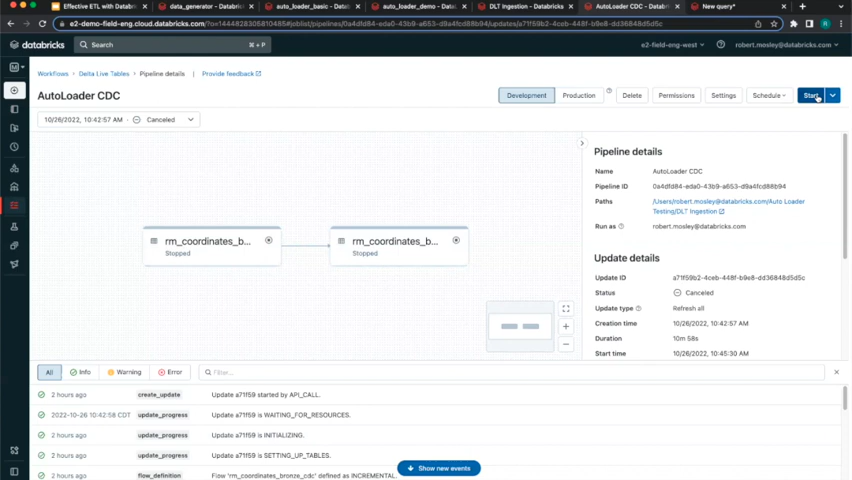 Effective ETL with Databrick
data_generator - Databricks
auto_loader_basic - Databric
auto_loader_demo - Databric
DLT Ingestion - Databricks
AutoLoader CDC - Databricks
New query*
e2-demo-field-eng.cloud.databricks.com/?o=1444828305810485#joblist/pipelines/0a4dfd84-eda0-43b9-a653-d9a4fcd88b94/updates/a71f59d2-4ceb-448f-b9e8-dd36848d5d5c
databricks
Search
⌘ + P
e2-field-eng-west
robert.mosley@databricks.com
Workflows
Delta Live Tables
Pipeline details
Provide feedback
AutoLoader CDC
Development
Production
Delete
Permissions
Settings
Schedule
Start
10/26/2022, 10:42:57 AM
Canceled
rm_coordinates_b...
Stopped
rm_coordinates_b...
Stopped
Pipeline details
Name AutoLoader CDC
Pipeline ID 0a4dfd84-eda0-43b9-a653-d9a4fcd88b94
Paths /Users/robert.mosley@databricks.com/Auto Loader
Testing/DLT Ingestion
Run as robert.mosley@databricks.com
Update details
Update ID a71f59d2-4ceb-448f-b9e8-dd36848d5d5c
Status Canceled
Update type Refresh all
Creation time 10/26/2022, 10:42:57 AM
Duration 10m 58s
Start time 10/26/2022, 10:45:30 AM
All
Info
Warning
Error
Filter...
2 hours ago create_update Update a71f59 started by API_CALL.
2022-10-26 10:42:58 CDT update_progress Update a71f59 is WAITING_FOR_RESOURCES.
2 hours ago update_progress Update a71f59 is INITIALIZING.
2 hours ago update_progress Update a71f59 is SETTING_UP_TABLES.
2 hours ago flow_definition Flow 'rm_coordinates_bronze_cdc' defined as INCREMENTAL.
Show new events